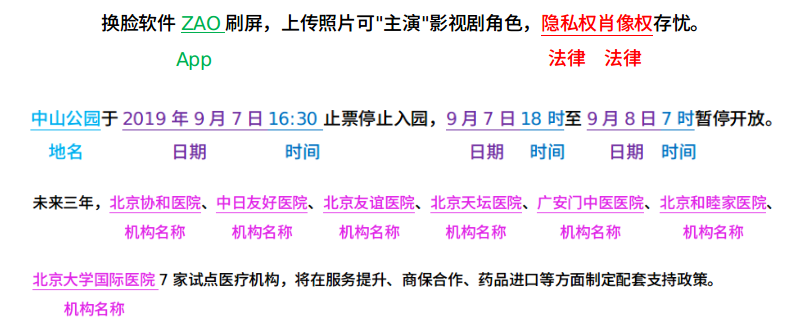 换脸软件 ZAO 刷屏，上传照片可"主演"影视剧角色，隐私权肖像权存忧。
App 法律 法律
中山公园于 2019 年 9 月 7 日 16:30 止票停止入园，9 月 7 日 18 时至 9 月 8 日 7 时暂停开放。
地名 日期 时间 日期 时间 日期 时间
未来三年，北京协和医院、中日友好医院、北京友谊医院、北京天坛医院、广安门中医医院、北京和睦家医院、
机构名称 机构名称 机构名称 机构名称 机构名称 机构名称
北京大学国际医院 7 家试点医疗机构，将在服务提升、商保合作、药品进口等方面制定配套支持政策。
机构名称